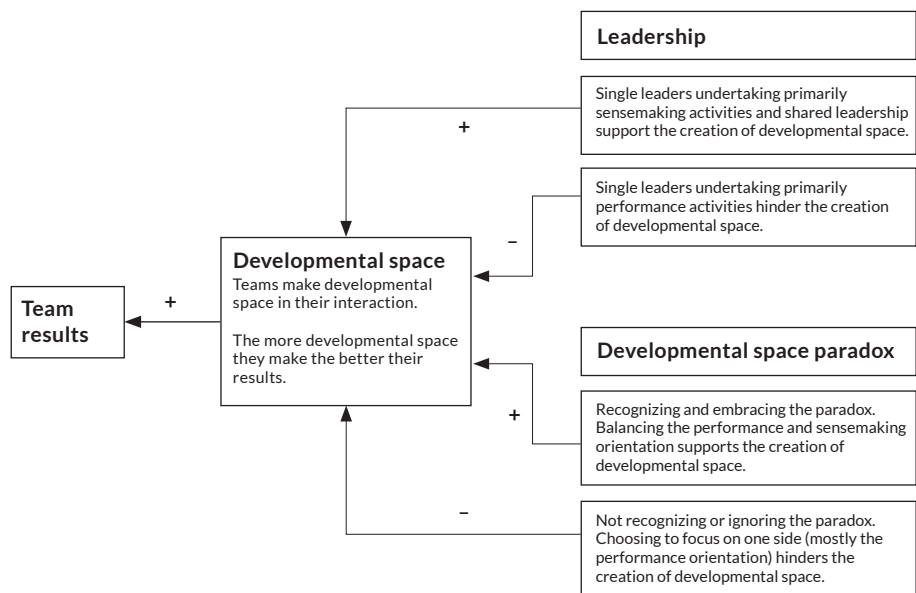 Leadership
Single leaders undertaking primarily
sensemaking activities and shared leadership
support the creation of developmental space.
+
Single leaders undertaking primarily
performance activities hinder the creation
of developmental space.
–
Developmental space
Teams make developmental
space in their interaction.
The more developmental space
they make the better their
results.
+
Team
results
Developmental space paradox
Recognizing and embracing the paradox.
Balancing the performance and sensemaking
orientation supports the creation of
developmental space.
+
Not recognizing or ignoring the paradox.
Choosing to focus on one side (mostly the
performance orientation) hinders the
creation of developmental space.
–